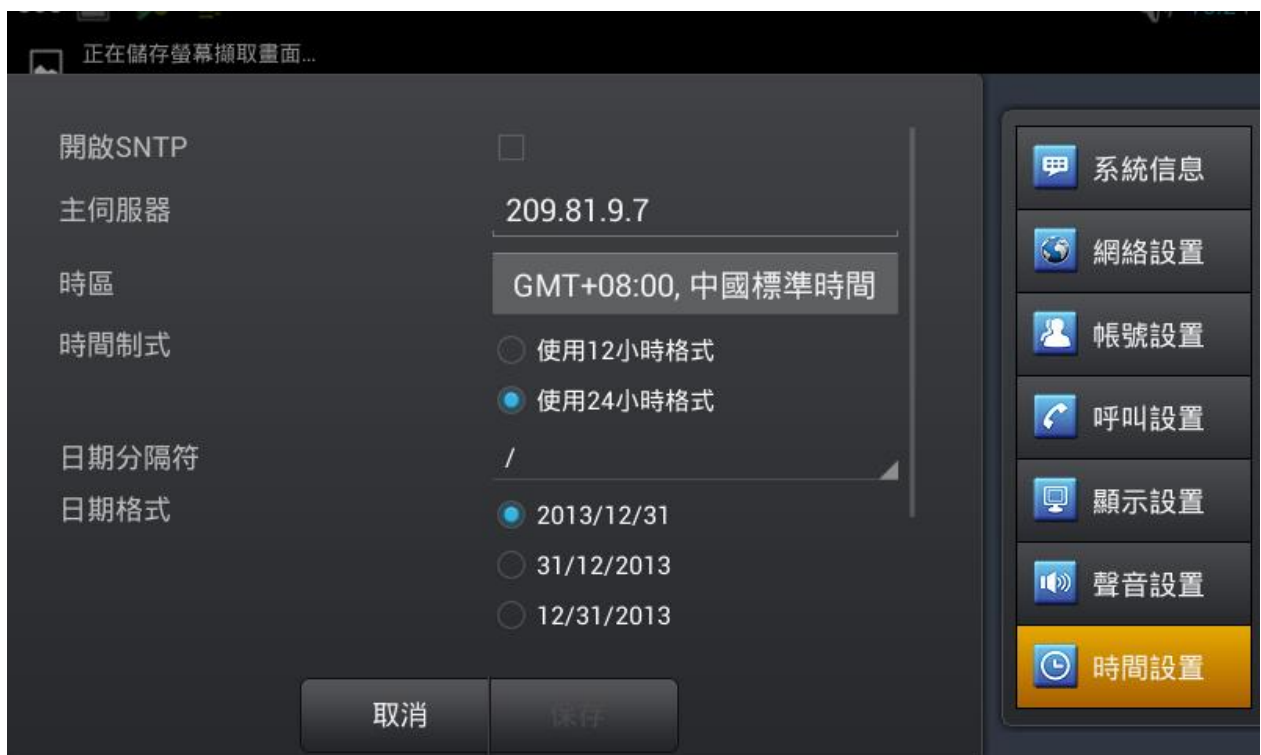 正在儲存螢幕擷取畫面...
開啟SNTP
主伺服器
209.81.9.7
時區
GMT+08:00, 中國標準時間
時間制式
使用12小時格式
使用24小時格式
日期分隔符
/
日期格式
2013/12/31
31/12/2013
12/31/2013
取消
保存
系統信息
網絡設置
帳號設置
呼叫設置
顯示設置
聲音設置
時間設置